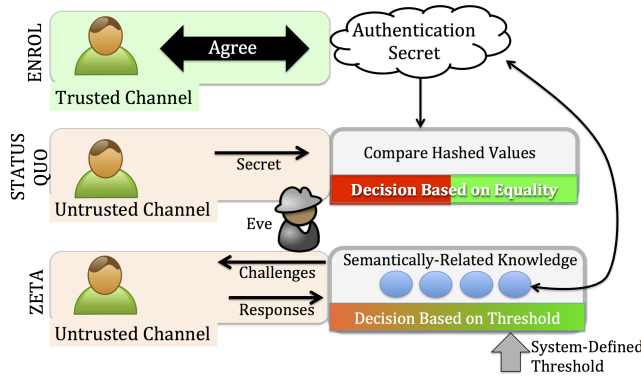 ENROL
Agree
Authentication
Secret
Trusted Channel
STATUS
QUO
Secret
Untrusted Channel
Compare Hashed Values
Decision Based on Equality
Eve
ZETA
Challenges
Responses
Untrusted Channel
Semantically-Related Knowledge
Decision Based on Threshold
System-Defined
Threshold